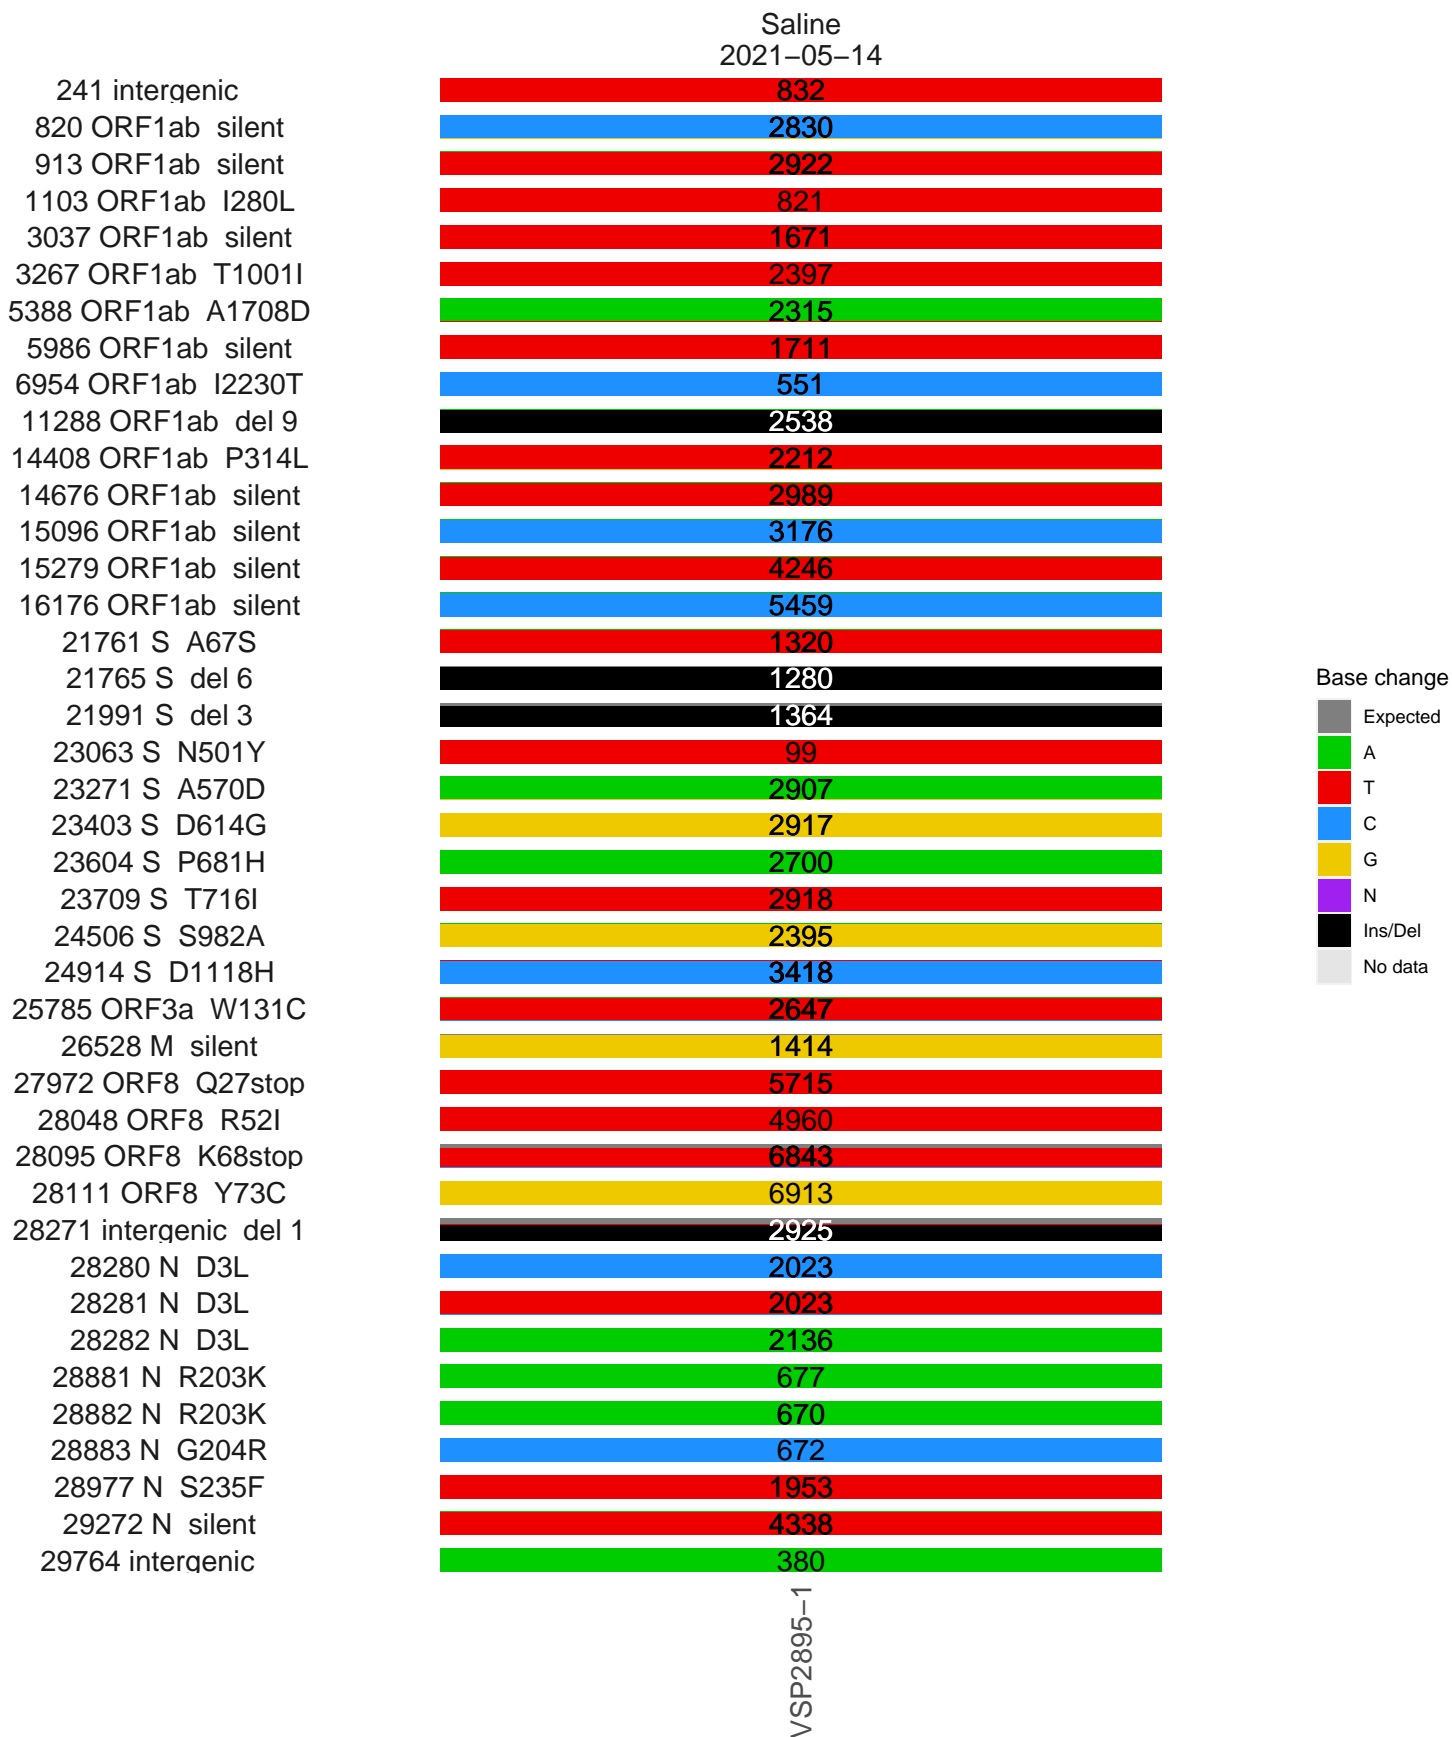 Saline
2021−05−14
241 intergenic 832
820 ORF1ab silent 2830
913 ORF1ab silent 2922
1103 ORF1ab I280L 821
3037 ORF1ab silent 1671
3267 ORF1ab T1001I 2397
5388 ORF1ab A1708D 2315
5986 ORF1ab silent 1711
6954 ORF1ab I2230T 551
11288 ORF1ab del 9 2538
14408 ORF1ab P314L 2212
14676 ORF1ab silent 2989
15096 ORF1ab silent 3176
15279 ORF1ab silent 4246
16176 ORF1ab silent 5459
21761 S A67S 1320
21765 S del 6 1280
21991 S del 3 1364
23063 S N501Y 99
23271 S A570D 2907
23403 S D614G 2917
23604 S P681H 2700
23709 S T716I 2918
24506 S S982A 2395
24914 S D1118H 3418
25785 ORF3a W131C 2647
26528 M silent 1414
27972 ORF8 Q27stop 5715
28048 ORF8 R52I 4960
28095 ORF8 K68stop 6843
28111 ORF8 Y73C 6913
28271 intergenic del 1 2925
28280 N D3L 2023
28281 N D3L 2023
28282 N D3L 2136
28881 N R203K 677
28882 N R203K 670
28883 N G204R 672
28977 N S235F 1953
29272 N silent 4338
29764 intergenic 380
VSP2895−1
Base change
Expected
A
T
C
G
N
Ins/Del
No data